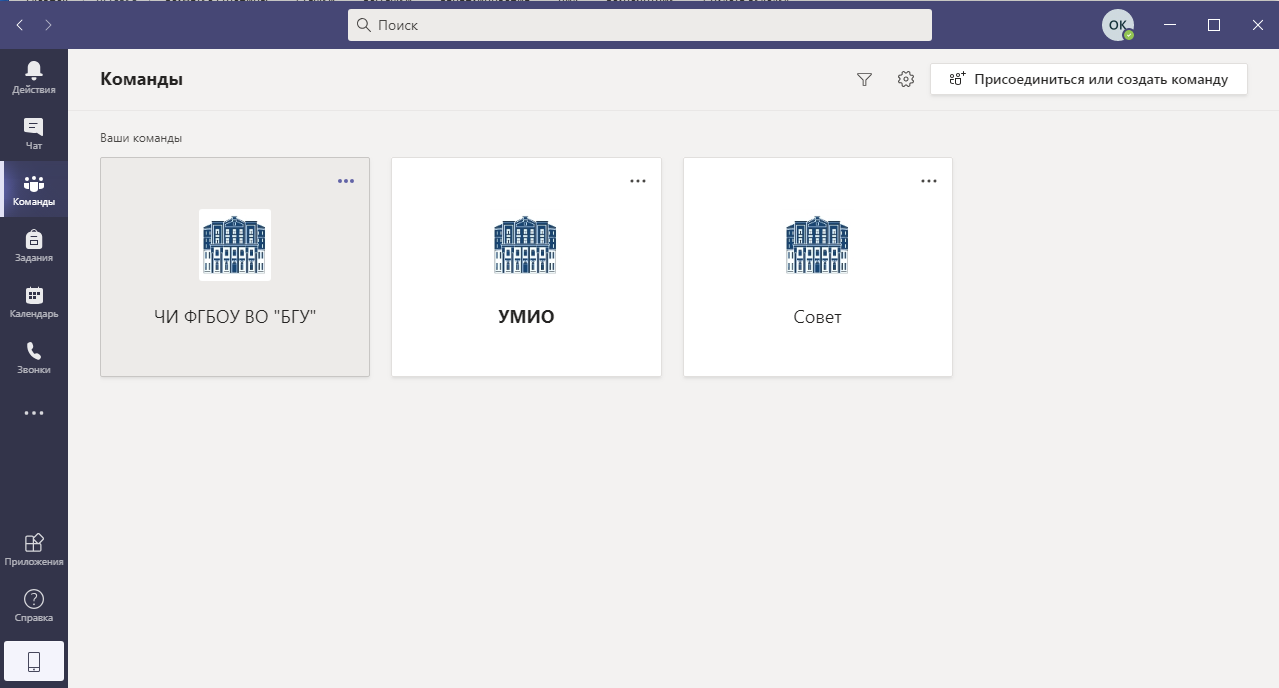 Поиск
ОК
Действия
Чат
Команды
Задания
Календарь
Звонки
Приложения
Справка
Команды
Присоединиться или создать команду
Ваши команды
ЧИ ФГБОУ ВО "БГУ"
УМИО
Совет